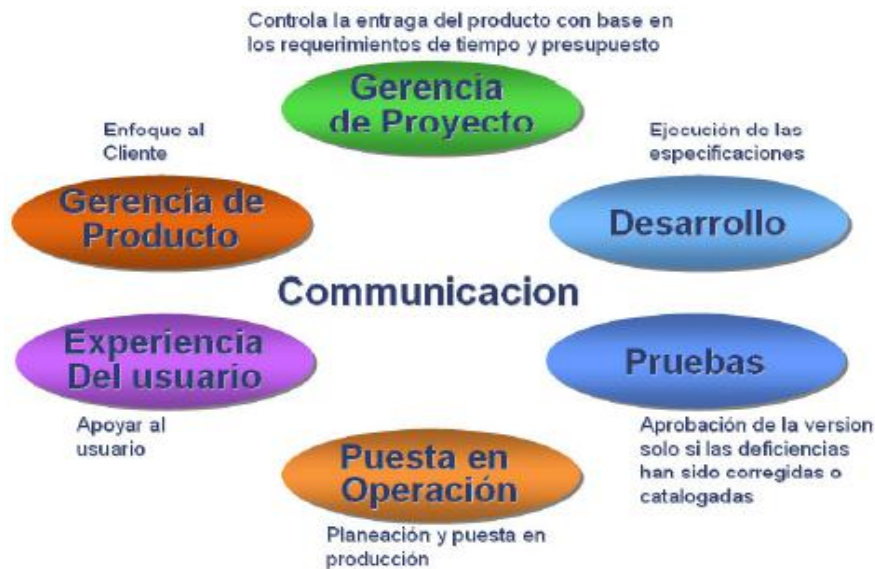 Controla la entraga del producto con base en
los requerimientos de tiempo y presupuesto
Gerencia
de Proyecto
Enfoque al
Cliente
Gerencia de
Producto
Ejecución de las
especificaciones
Desarrollo
Communicacion
Experiencia
Del usuario
Apoyar al
usuario
Pruebas
Aprobación de la version
solo si las deficiencias
han sido corregidas o
catalogadas
Puesta en
Operación
Planeación y puesta en
producción